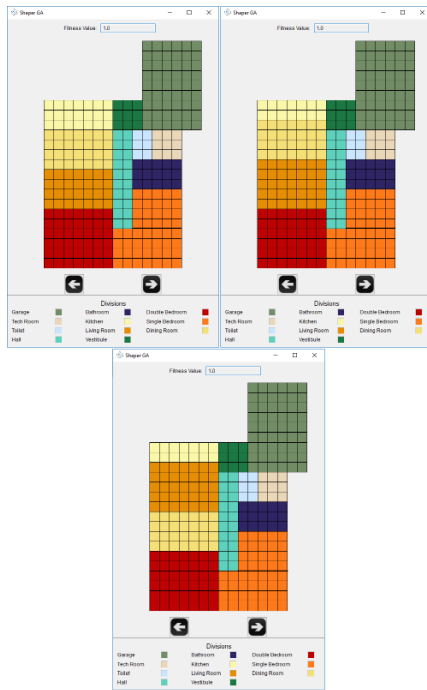 Shaper GA
Fitness Value: 1.0
Divisions
Garage Bathroom Double Bedroom
Tech Room Kitchen Single Bedroom
Toilet Living Room Dining Room
Hall Vestibule
Shaper GA
Fitness Value: 1.0
Divisions
Garage Bathroom Double Bedroom
Tech Room Kitchen Single Bedroom
Toilet Living Room Dining Room
Hall Vestibule
Shaper GA
Fitness Value: 1.0
Divisions
Garage Bathroom Double Bedroom
Tech Room Kitchen Single Bedroom
Toilet Living Room Dining Room
Hall Vestibule